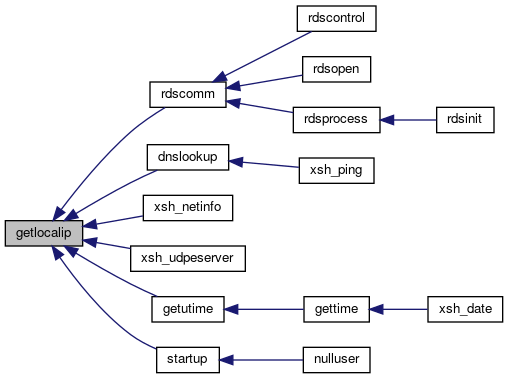 rdscontrol
rdscomm
rdsopen
rdsprocess
rdsinit
dnslookup
xsh_ping
xsh_netinfo
getlocalip
xsh_udpeserver
getutime
gettime
xsh_date
startup
nulluser